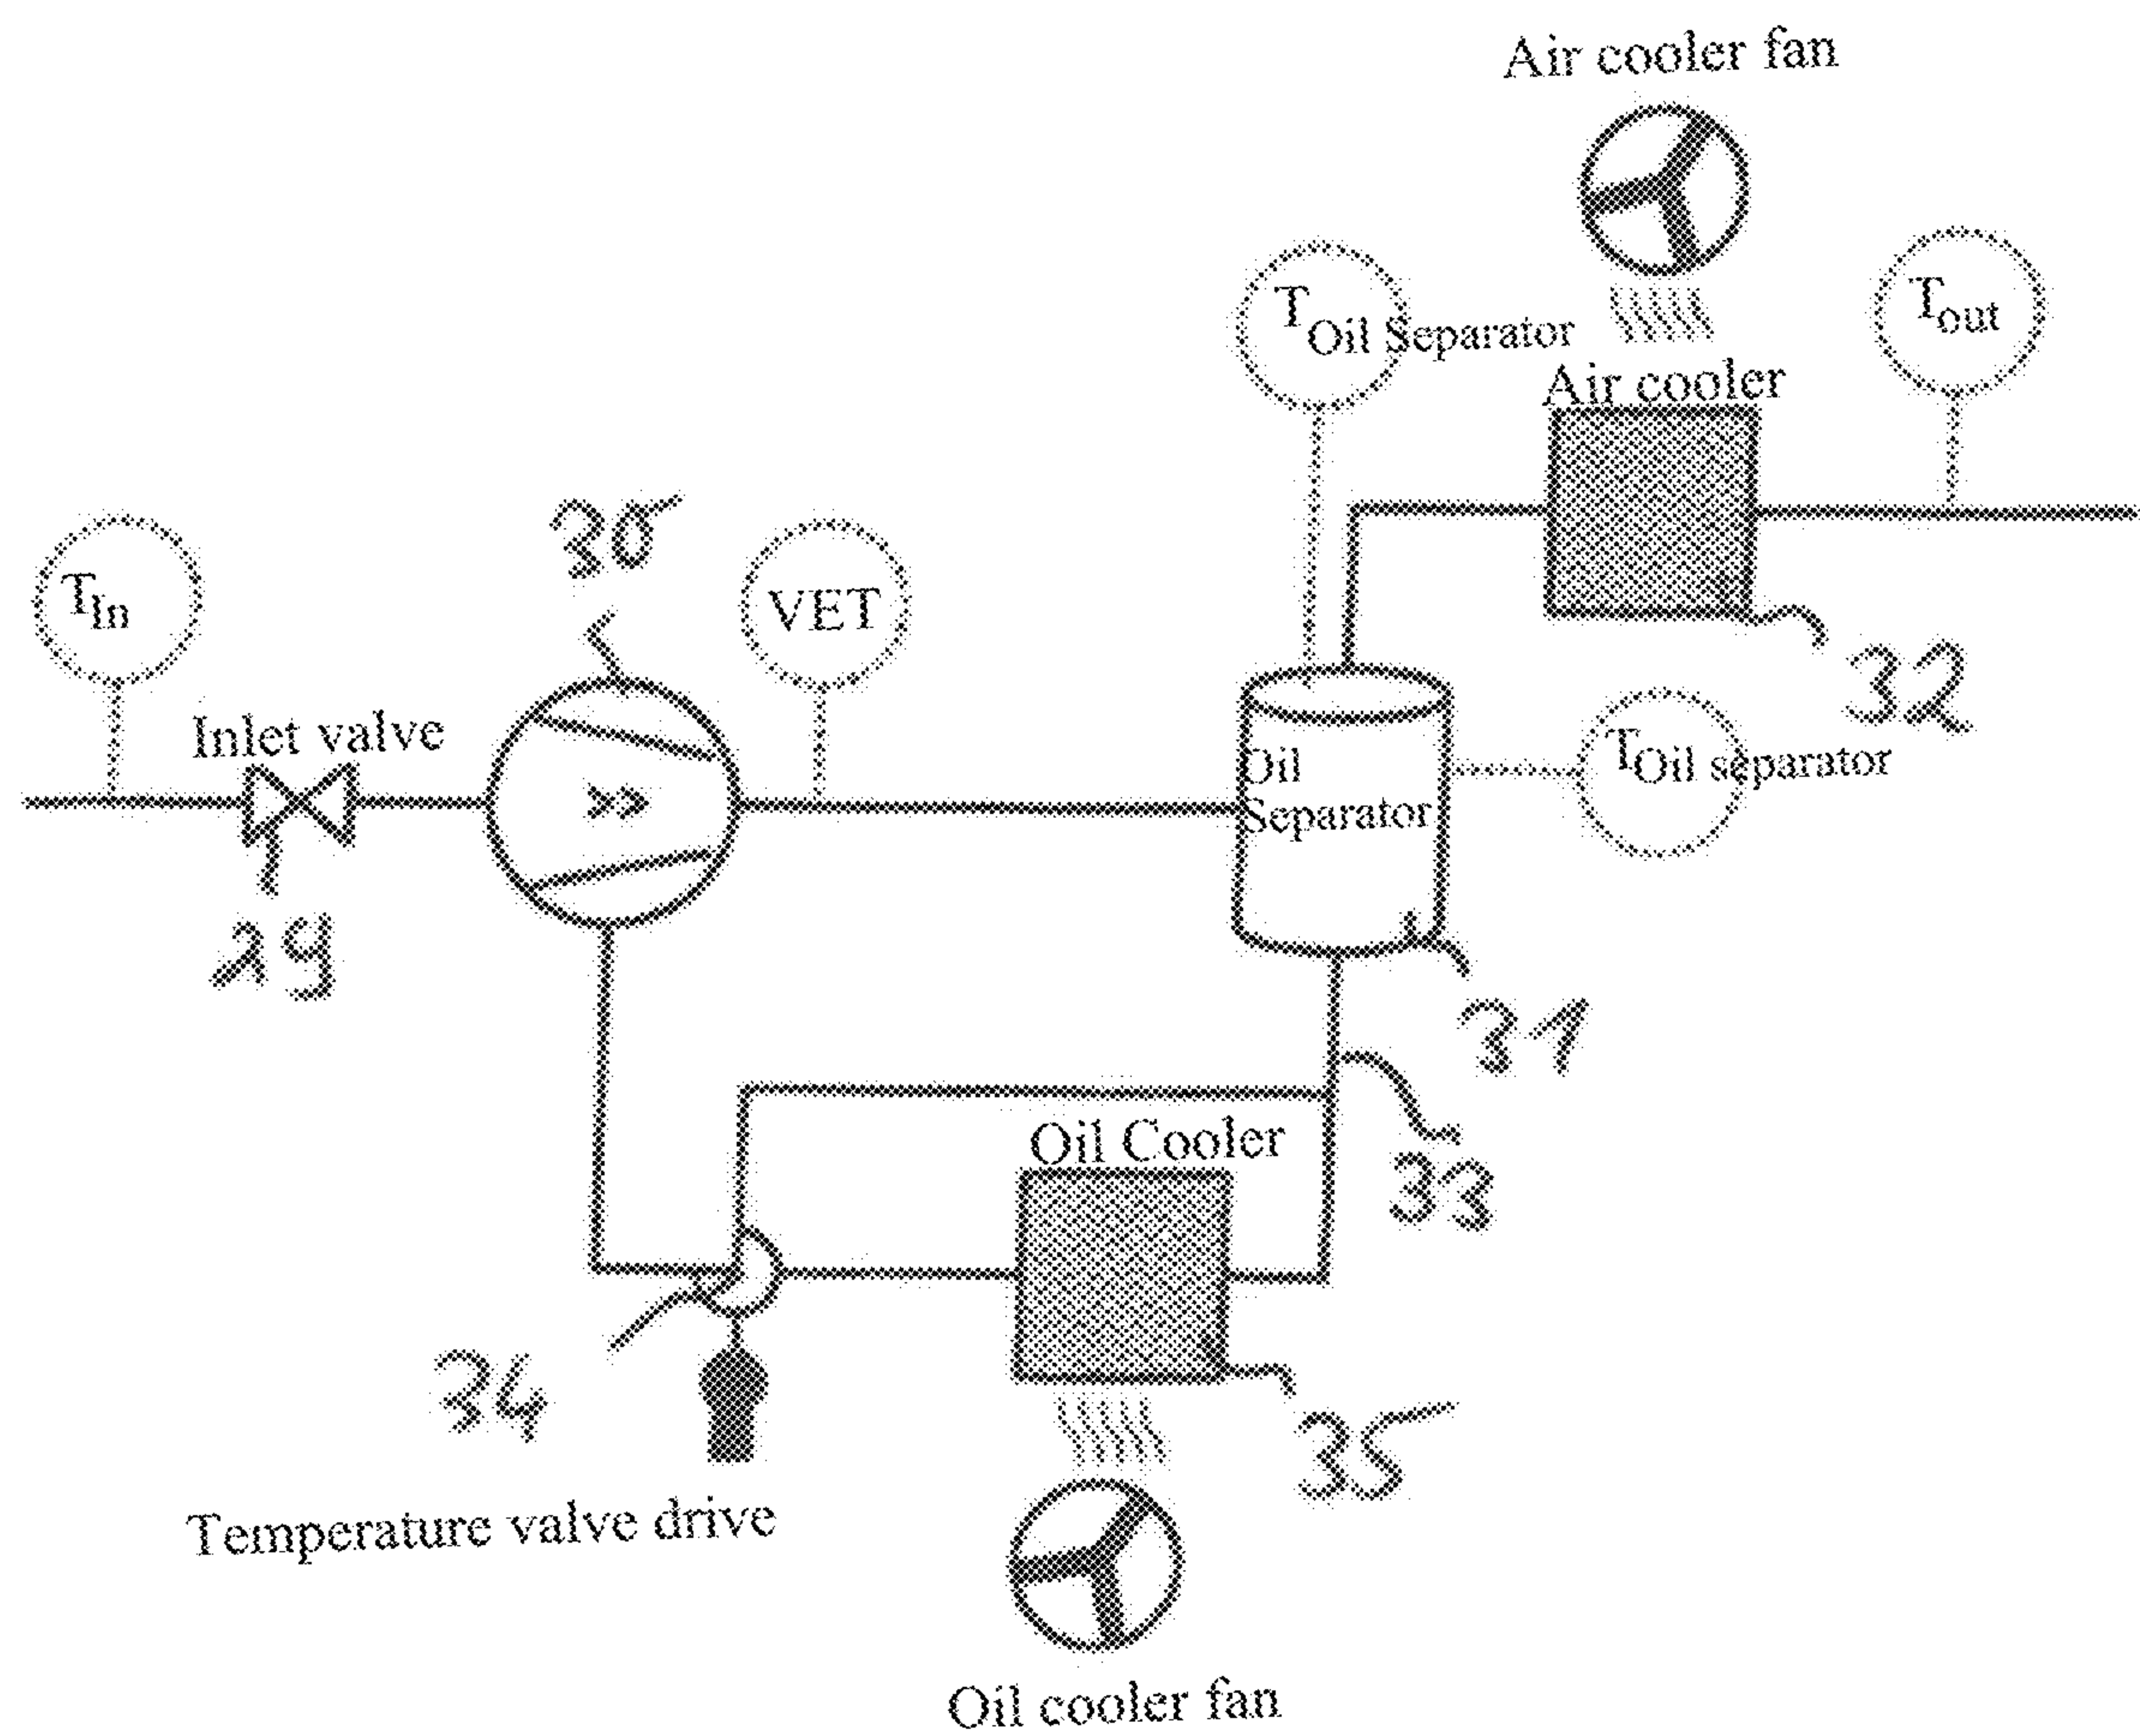 Air cooler fan
T Oil Separator
T out
Air cooler
30
T In
VET
32
Inlet valve
T Oil separator
Oil
Separator
29
31
Oil Cooler
33
34
35
Temperature valve drive
Oil cooler fan